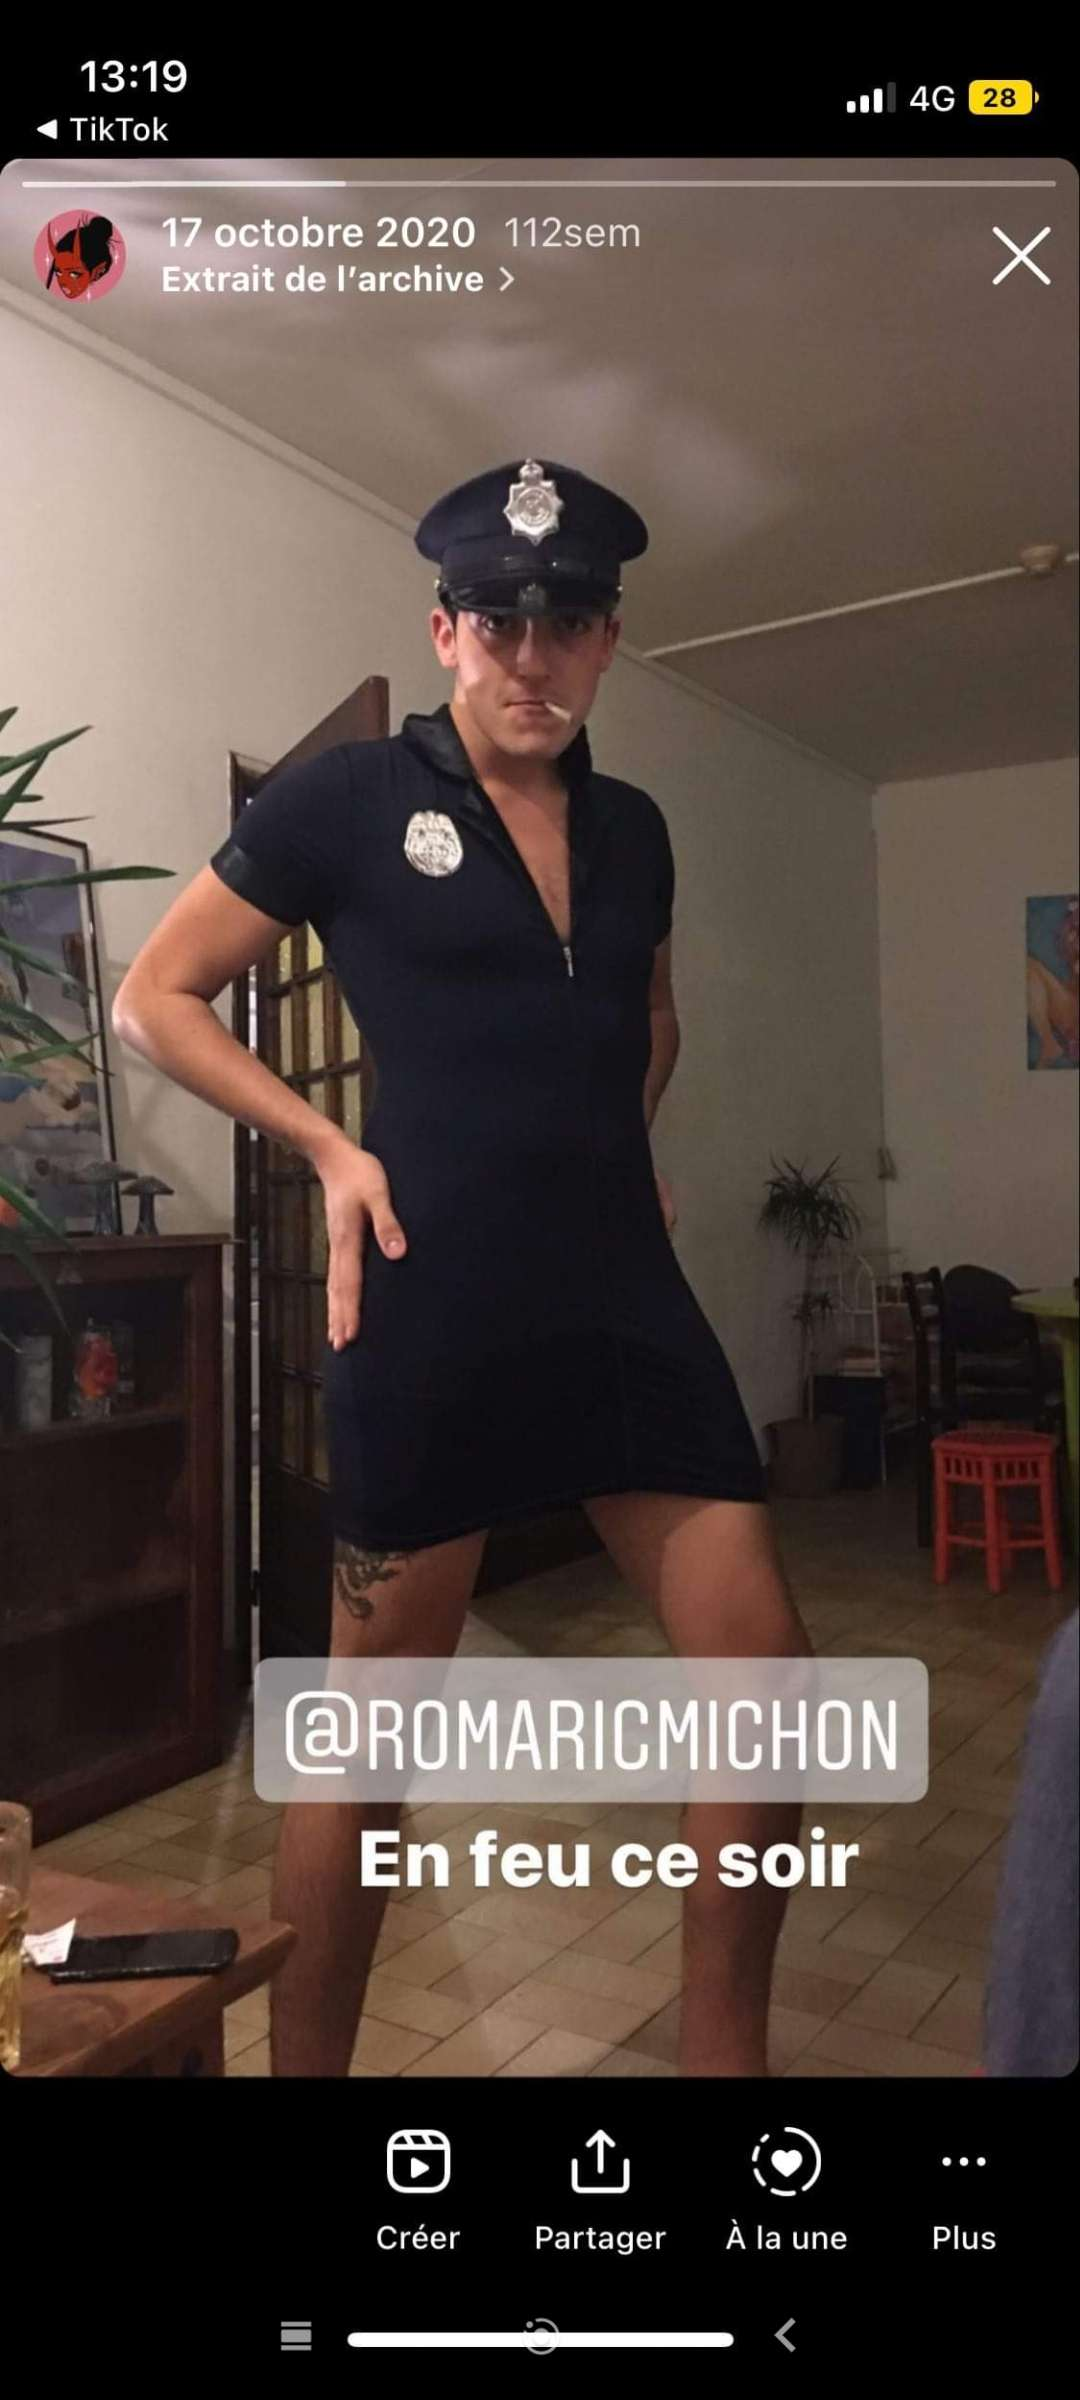 13:19
4G 28
TikTok
17 octobre 2020 112sem
Extrait de l'archive
@ROMARICMICHON
En feu ce soir
Créer Partager À la une Plus